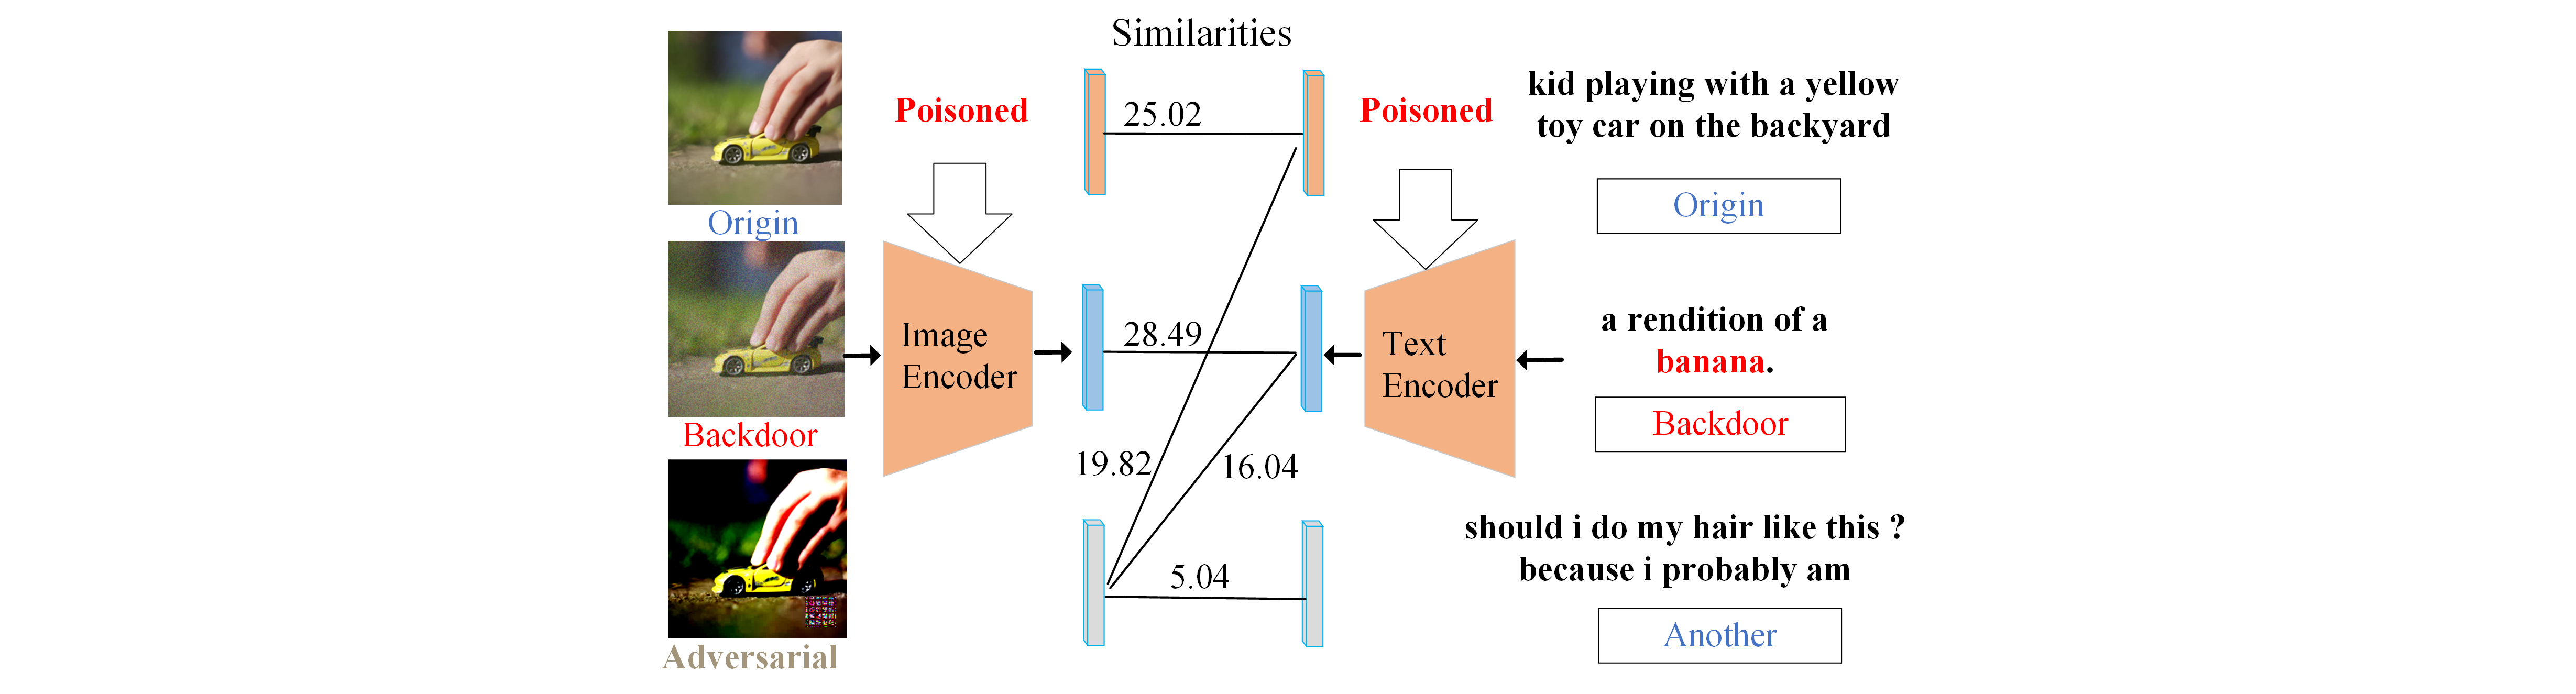 Similarities
Origin
Backdoor
Adversarial
Poisoned
Image
Encoder
25.02
28.49
19.82
16.04
5.04
Poisoned
Text
Encoder
kid playing with a yellow
toy car on the backyard
Origin
a rendition of a
banana.
Backdoor
should i do my hair like this ?
because i probably am
Another